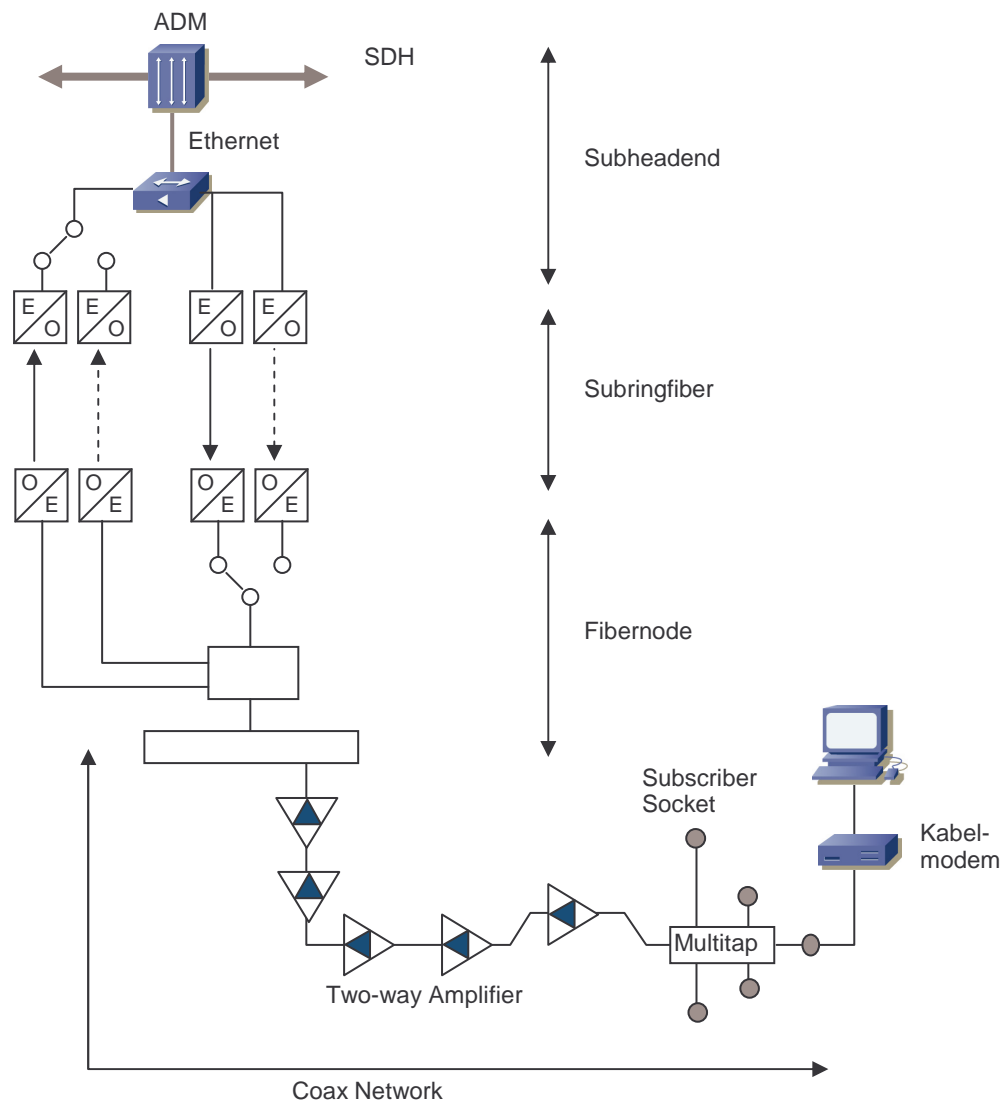 ADM
SDH
Ethernet
Subheadend
E
O
E
O
E
O
E
O
Subringfiber
O
E
O
E
O
E
O
E
Fibernode
Subscriber
Socket
Kabel-
modem
Multitap
Two-way Amplifier
Coax Network